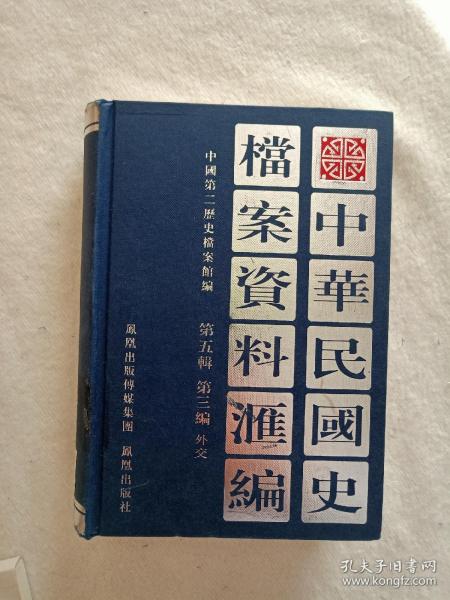 中華民國史
檔案資料滙編
中國第二歷史檔案館編
第五輯 第三編 外交
鳳凰出版傳媒集團 鳳凰出版社
孔夫子旧书网
www.kongfz.com